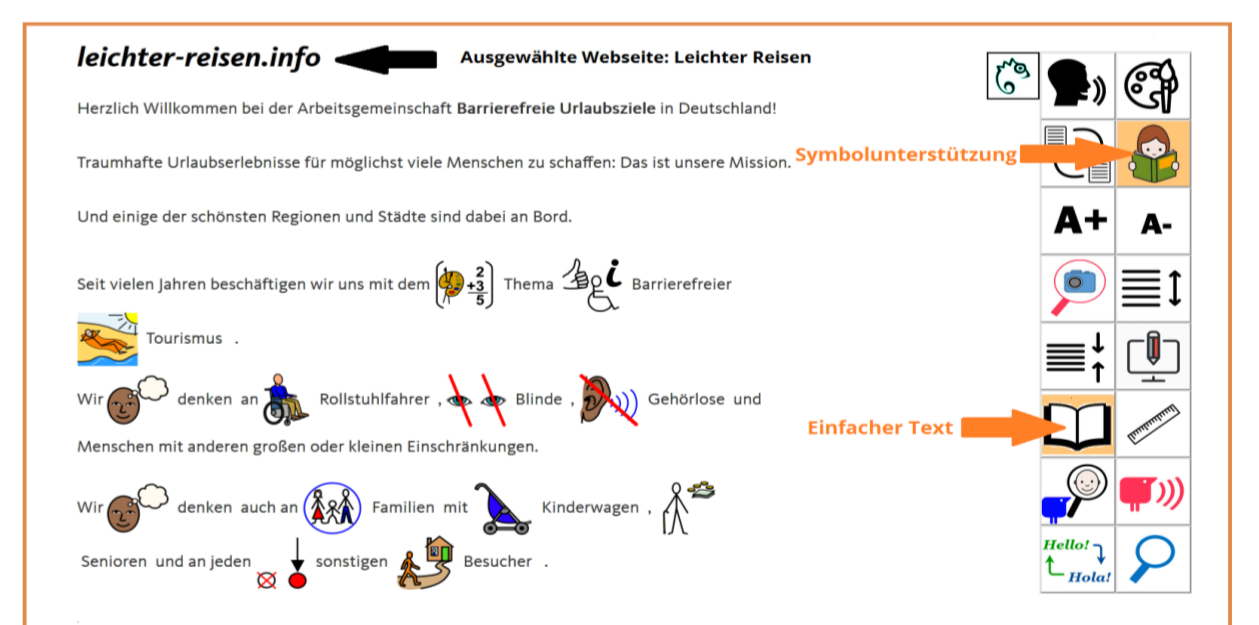 leichter-reisen.info
Ausgewählte Webseite: Leichter Reisen
Herzlich Willkommen bei der Arbeitsgemeinschaft Barrierefreie Urlaubsziele in Deutschland!
Traumhafte Urlaubserlebnisse für möglichst viele Menschen zu schaffen: Das ist unsere Mission.
Symbolunterstützung
Und einige der schönsten Regionen und Städte sind dabei an Bord.
A+
A-
Seit vielen Jahren beschäftigen wir uns mit dem 2 +3 5 Thema i Barrierefreier
Tourismus .
Wir denken an Rollstuhlfahrer , Blinde , Gehörlose und
Einfacher Text
Menschen mit anderen großen oder kleinen Einschränkungen.
Wir denken auch an Familien mit Kinderwagen ,
Senioren und an jeden sonstigen Besucher .
Hello!
Hola!